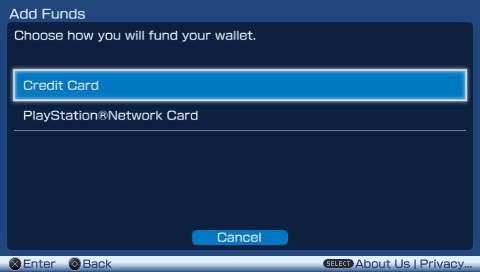 Add Funds
Choose how you will fund your wallet.
Credit Card
PlayStation®Network Card
Cancel
Enter Back SELECT About Us | Privacy...